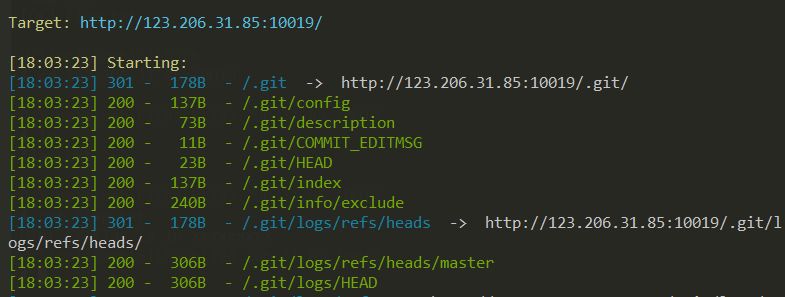 Target: http://123.206.31.85:10019/
[18:03:23] Starting:
[18:03:23] 301 -  178B  - /.git  ->  http://123.206.31.85:10019/.git/
[18:03:23] 200 -  137B  - /.git/config
[18:03:23] 200 -   73B  - /.git/description
[18:03:23] 200 -   11B  - /.git/COMMIT_EDITMSG
[18:03:23] 200 -   23B  - /.git/HEAD
[18:03:23] 200 -  137B  - /.git/index
[18:03:23] 200 -  240B  - /.git/info/exclude
[18:03:23] 301 -  178B  - /.git/logs/refs/heads  ->  http://123.206.31.85:10019/.git/l
ogs/refs/heads/
[18:03:23] 200 -  306B  - /.git/logs/refs/heads/master
[18:03:23] 200 -  306B  - /.git/logs/HEAD